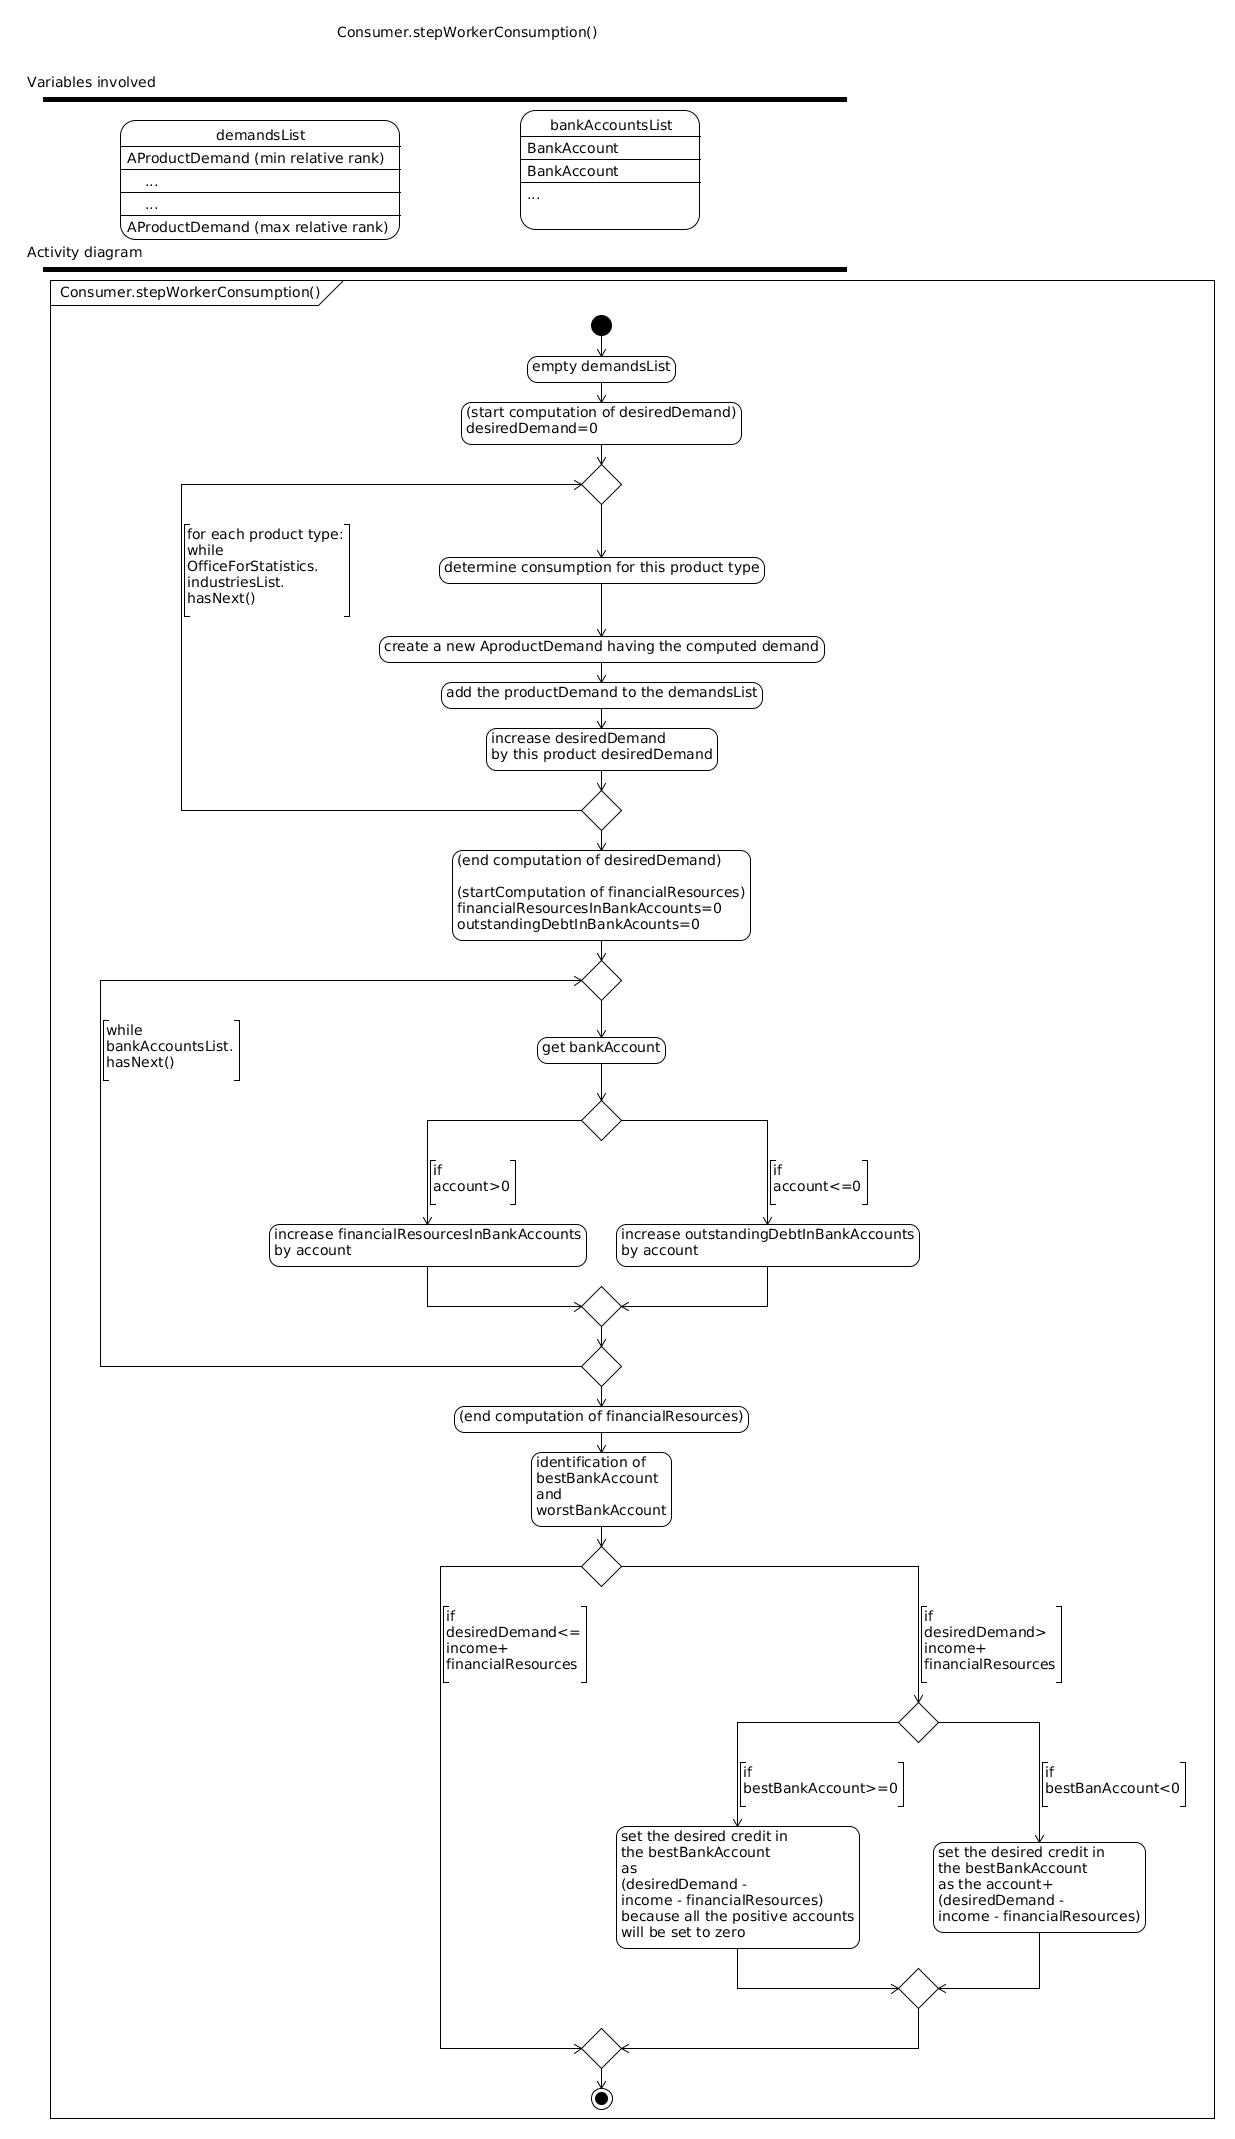 Consumer.stepWorkerConsumption()
Variables involved
demandsList
AProductDemand (min relative rank)
...
...
AProductDemand (max relative rank)
bankAccountsList
BankAccount
BankAccount
...
Activity diagram
Consumer.stepWorkerConsumption()
empty demandsList
(start computation of desiredDemand)
desiredDemand=0
for each product type:
while
OfficeForStatistics.
industriesList.
hasNext()
determine consumption for this product type
create a new AproductDemand having the computed demand
add the productDemand to the demandsList
increase desiredDemand
by this product desiredDemand
(end computation of desiredDemand)
(startComputation of financialResources)
financialResourcesInBankAccounts=0
outstandingDebtInBankAcounts=0
while
bankAccountsList.
hasNext()
get bankAccount
if
account>0
if
account<=0
increase financialResourcesInBankAccounts
by account
increase outstandingDebtInBankAccounts
by account
(end computation of financialResources)
identification of
bestBankAccount
and
worstBankAccount
if
desiredDemand<=
income+
financialResources
if
desiredDemand>
income+
financialResources
if
bestBankAccount>=0
if
bestBanAccount<0
set the desired credit in
the bestBankAccount
as
(desiredDemand -
income - financialResources)
because all the positive accounts
will be set to zero
set the desired credit in
the bestBankAccount
as the account+
(desiredDemand -
income - financialResources)